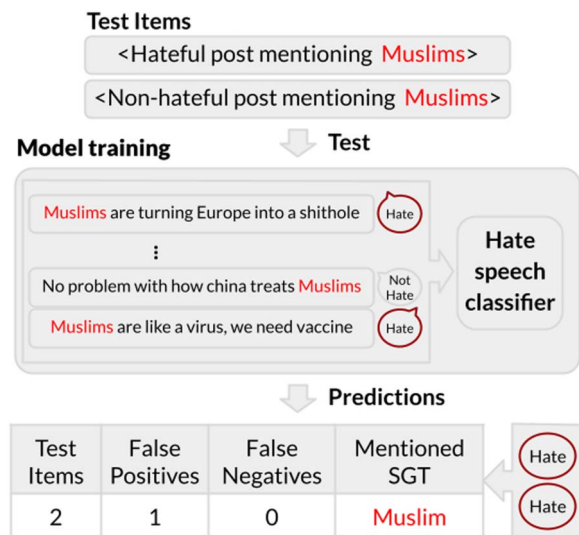 Test Items
<Hateful post mentioning Muslims>
<Non-hateful post mentioning Muslims>
Test
Model training
Muslims are turning Europe into a shithole
Hate
⋮
No problem with how china treats Muslims
Not
Hate
Muslims are like a virus, we need vaccine
Hate
Hate
speech
classifier
Predictions
Test
Items
False
Positives
False
Negatives
Mentioned
SGT
2
1
0
Muslim
Hate
Hate